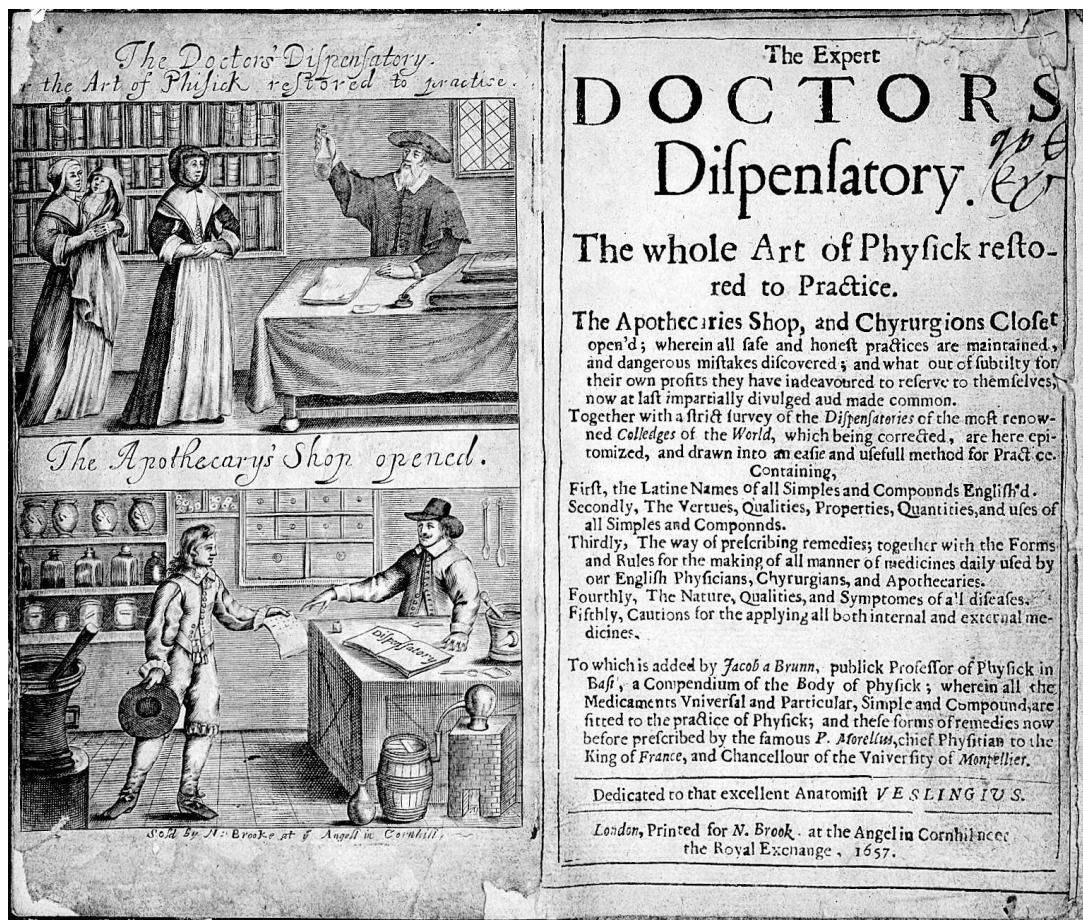 The Doctors' Diſpenſatory.
the Art of Phiſick reſtored to practise.
The Apothecary's Shop opened.
Diſpenſatory
Sold by N: Brooke at yͤ Angell in Cornhill.
The Expert
DOCTORS
Diſpenſatory.
The whole Art of Phyſick reſto-
red to Practice.
The Apothecaries Shop, and Chyrurgions Cloſet
open'd; wherein all ſafe and honeſt practices are maintained,
and dangerous miſtakes diſcovered; and what out of ſubtilty for
their own profits they have indeavoured to reſerve to themſelves,
now at laſt impartially divulged aud made common.
Together with a ſtrict ſurvey of the Diſpenſatories of the moſt renow-
ned Colledges of the World, which being corrected, are here epi-
tomized, and drawn into an eaſie and uſefull method for Practice.
Containing,
Firſt, the Latine Names of all Simples and Compounds Engliſh'd.
Secondly, The Vertues, Qualities, Properties, Quantities, and uſes of
all Simples and Componnds.
Thirdly, The way of preſcribing remedies; together with the Forms
and Rules for the making of all manner of medicines daily uſed by
our Engliſh Phyſicians, Chyrurgians, and Apothecaries.
Fourthly, The Nature, Qualities, and Symptomes of all diſeaſes.
Fifthly, Cautions for the applying all both internal and external me-
dicines.
To which is added by Jacob a Brunn, publick Profeſſor of Phyſick in
Baſil, a Compendium of the Body of Phyſick; wherein all the
Medicaments Vniverſal and Particular, Simple and Compound, are
fitted to the practice of Phyſick; and theſe forms of remedies now
before preſcribed by the famous P. Morellus, chief Phyſitian to the
King of France, and Chancellour of the Vniverſity of Monpellier.
Dedicated to that excellent Anatomiſt VESLINGIVS.
London, Printed for N. Brook. at the Angel in Cornhil neer
the Royal Exchange, 1657.